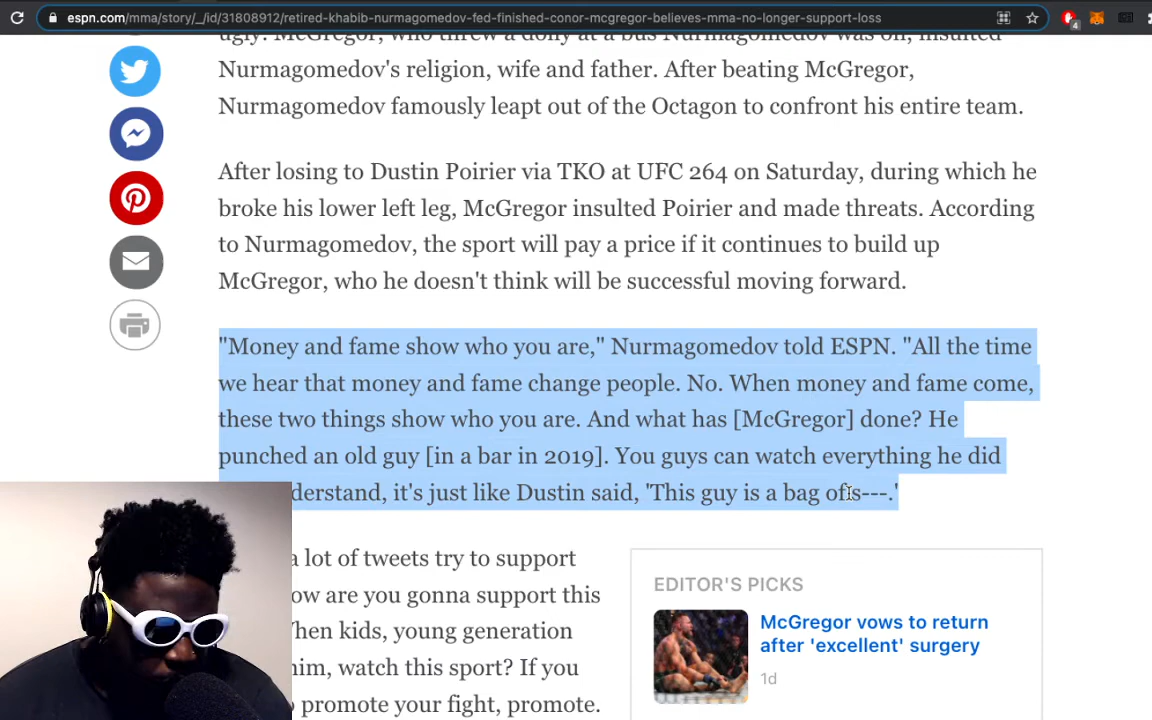 espn.com/mma/story/_/id/31808912/retired-khabib-nurmagomedov-fed-finished-conor-mcgregor-believes-mma-no-longer-support-loss
4
ugly. McGregor, who threw a dolly at a bus Nurmagomedov was on, insulted
Nurmagomedov's religion, wife and father. After beating McGregor,
Nurmagomedov famously leapt out of the Octagon to confront his entire team.
After losing to Dustin Poirier via TKO at UFC 264 on Saturday, during which he
broke his lower left leg, McGregor insulted Poirier and made threats. According
to Nurmagomedov, the sport will pay a price if it continues to build up
McGregor, who he doesn't think will be successful moving forward.
"Money and fame show who you are," Nurmagomedov told ESPN. "All the time
we hear that money and fame change people. No. When money and fame come,
these two things show who you are. And what has [McGregor] done? He
punched an old guy [in a bar in 2019]. You guys can watch everything he did
derstand, it's just like Dustin said, 'This guy is a bag of s---.'
a lot of tweets try to support
ow are you gonna support this
hen kids, young generation
him, watch this sport? If you
promote your fight, promote.
EDITOR'S PICKS
McGregor vows to return
after 'excellent' surgery
1d